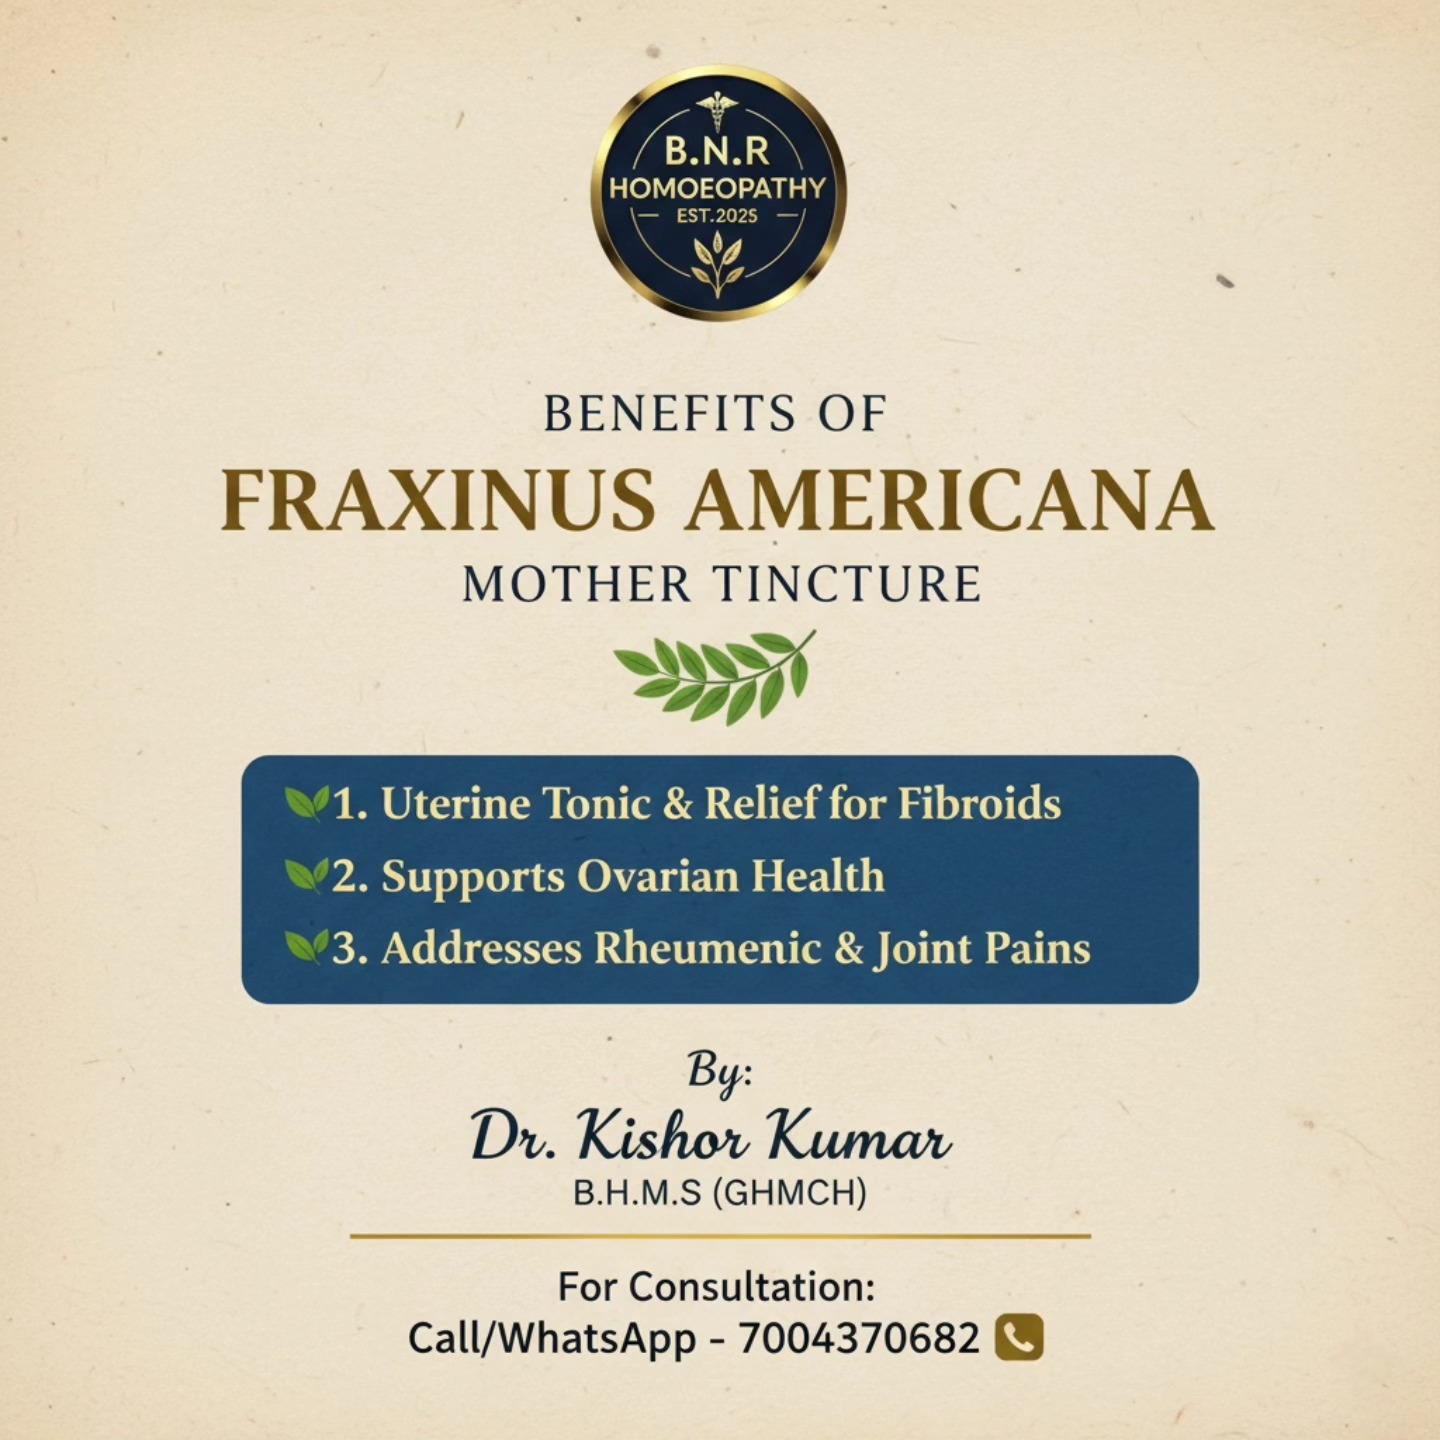 B.N.R
HOMOEOPATHY
EST.2025
BENEFITS OF
FRAXINUS AMERICANA
MOTHER TINCTURE
1. Uterine Tonic & Relief for Fibroids
2. Supports Ovarian Health
3. Addresses Rheumenic & Joint Pains
By:
Dr. Kishor Kumar
B.H.M.S (GHMCH)
For Consultation:
Call/WhatsApp - 7004370682